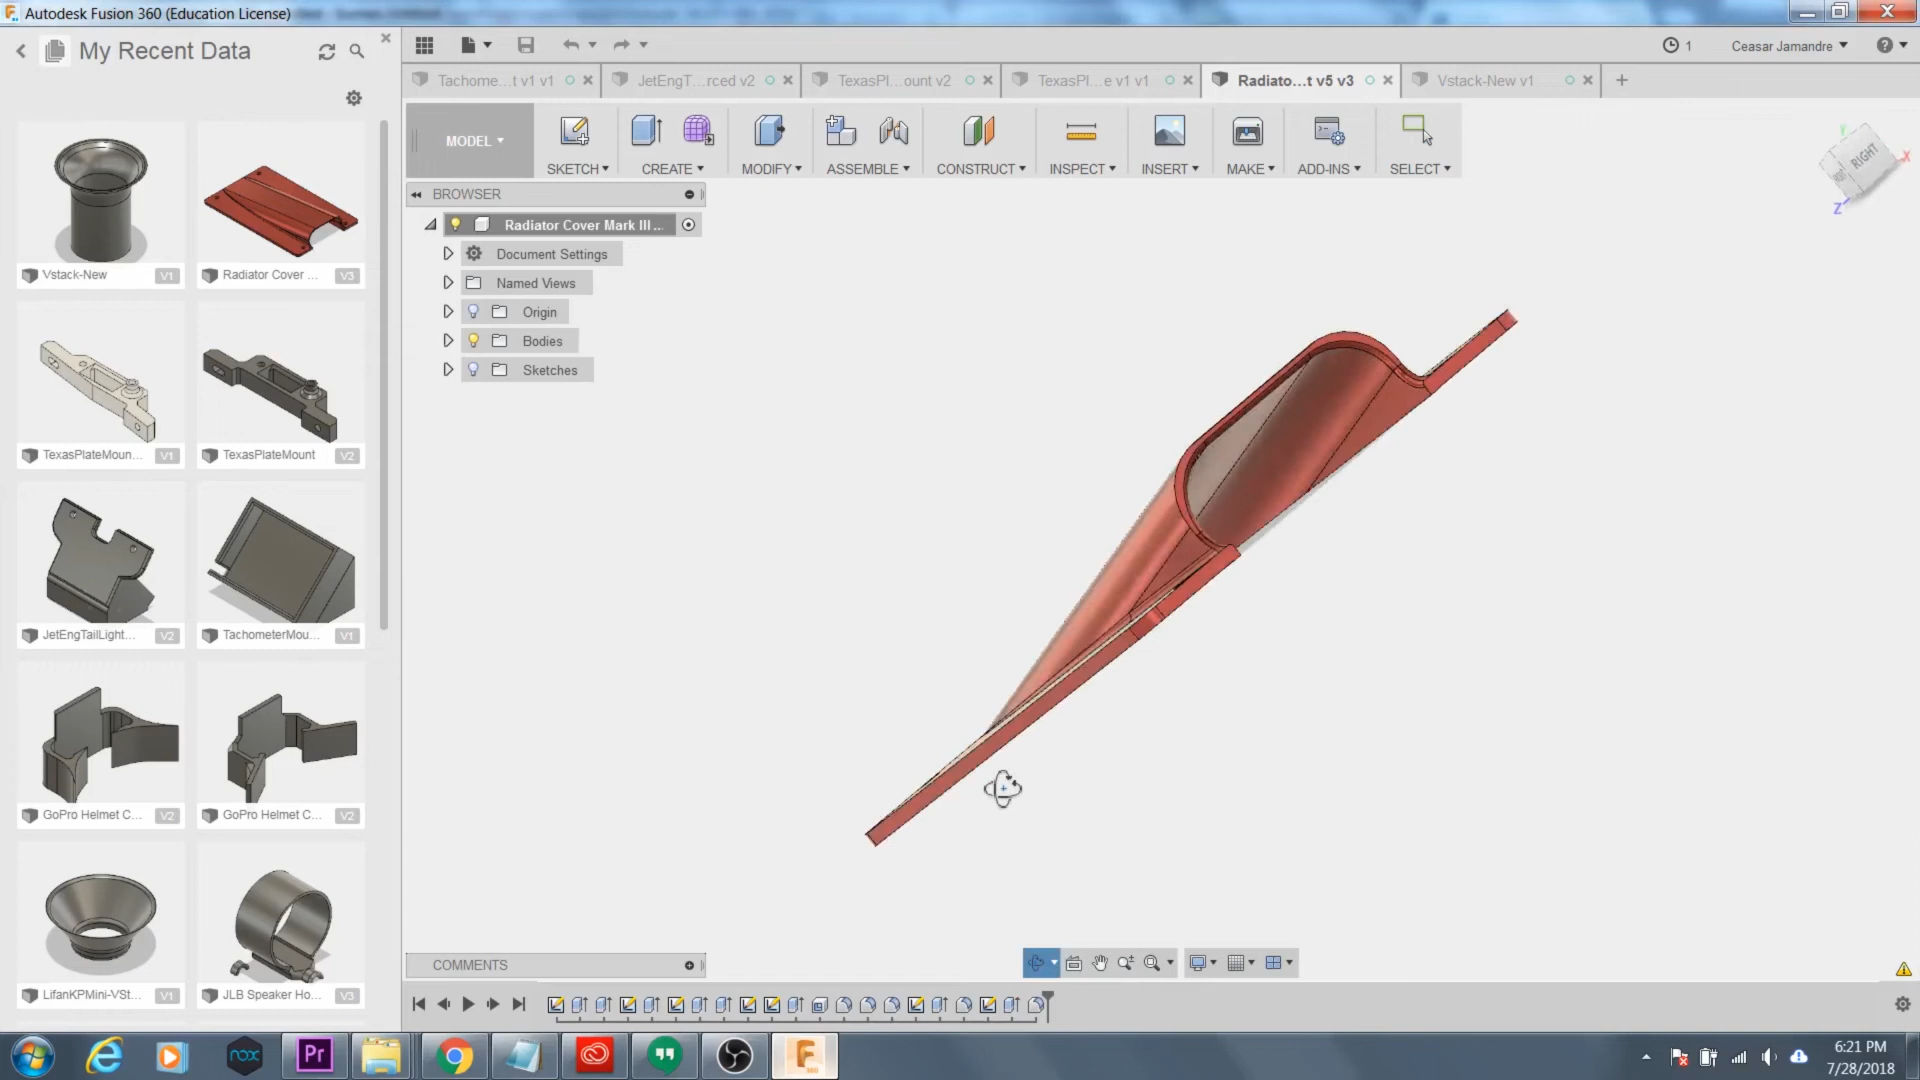 Autodesk Fusion 360 (Education License)
My Recent Data
1
Ceasar Jamandre
Tachome...t v1 v1
JetEngT...rced v2
TexasPl...ount v2
TexasPl...e v1 v1
Radiato...t v5 v3
Vstack-New v1
MODEL
SKETCH
CREATE
MODIFY
ASSEMBLE
CONSTRUCT
INSPECT
INSERT
MAKE
ADD-INS
SELECT
BROWSER
Radiator Cover Mark III ...
Document Settings
Named Views
Origin
Bodies
Sketches
RIGHT
X
Y
Z
Vstack-New V1
Radiator Cover ... V3
TexasPlateMoun... V1
TexasPlateMount V2
JetEngTailLight... V2
TachometerMou... V1
GoPro Helmet C... V2
GoPro Helmet C... V2
LifanKPMini-VSt... V1
JLB Speaker Ho... V3
COMMENTS
nox
Pr
F
6:21 PM
7/28/2018